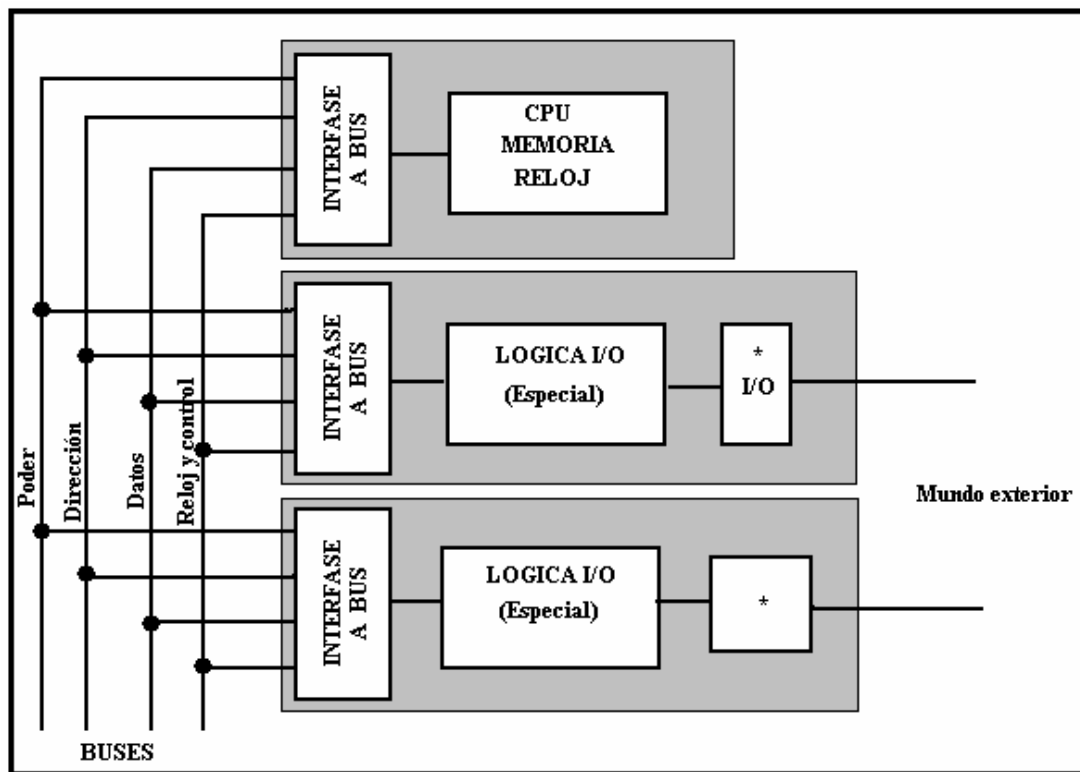 INTERFASE
A BUS
CPU
MEMORIA
RELOJ
INTERFASE
A BUS
LOGICA I/O
(Especial)
*
I/O
Poder
Dirección
Datos
Reloj y control
Mundo exterior
INTERFASE
A BUS
LOGICA I/O
(Especial)
*
BUSES